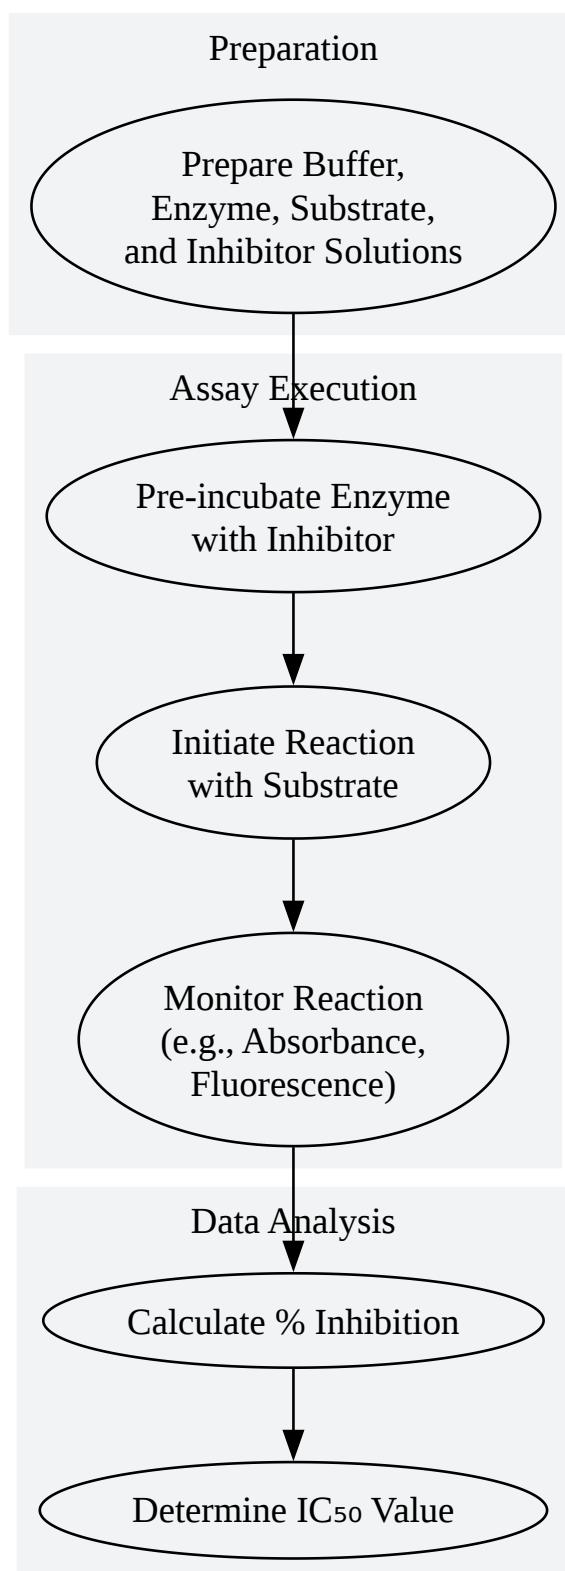 Preparation
Prepare Buffer,
Enzyme, Substrate,
and Inhibitor Solutions
Assay Execution
Pre-incubate Enzyme
with Inhibitor
Initiate Reaction
with Substrate
Monitor Reaction
(e.g., Absorbance,
Fluorescence)
Data Analysis
Calculate % Inhibition
Determine IC₅₀ Value